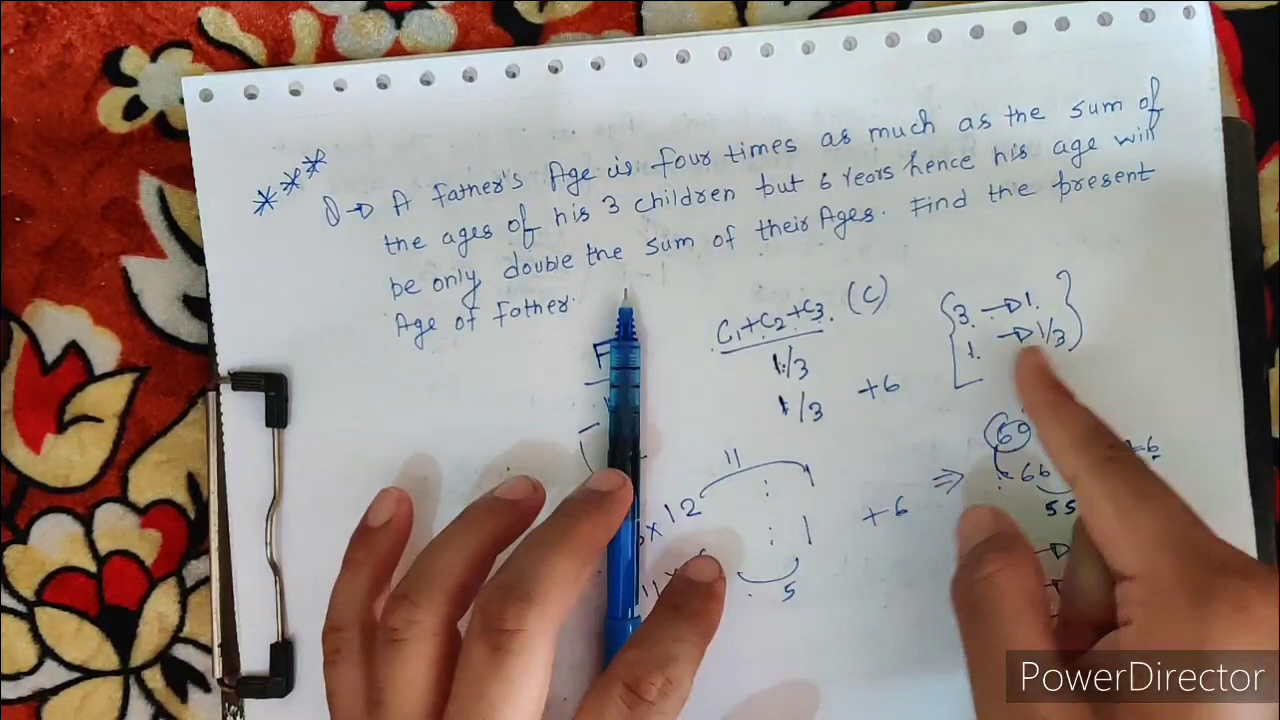 *** Q→ A Father's Age is four times as much as the sum of
the ages of his 3 children but 6 Years hence his age will
be only double the sum of their Ages. Find the present
Age of Father.
C1+C2+C3. (C)
{3. → 1.}
1/3
1. → 1/3
F
1/3 +6
11
69
×12 : 1 +6 ⇒
66
: 1
55
11×
5
PowerDirector